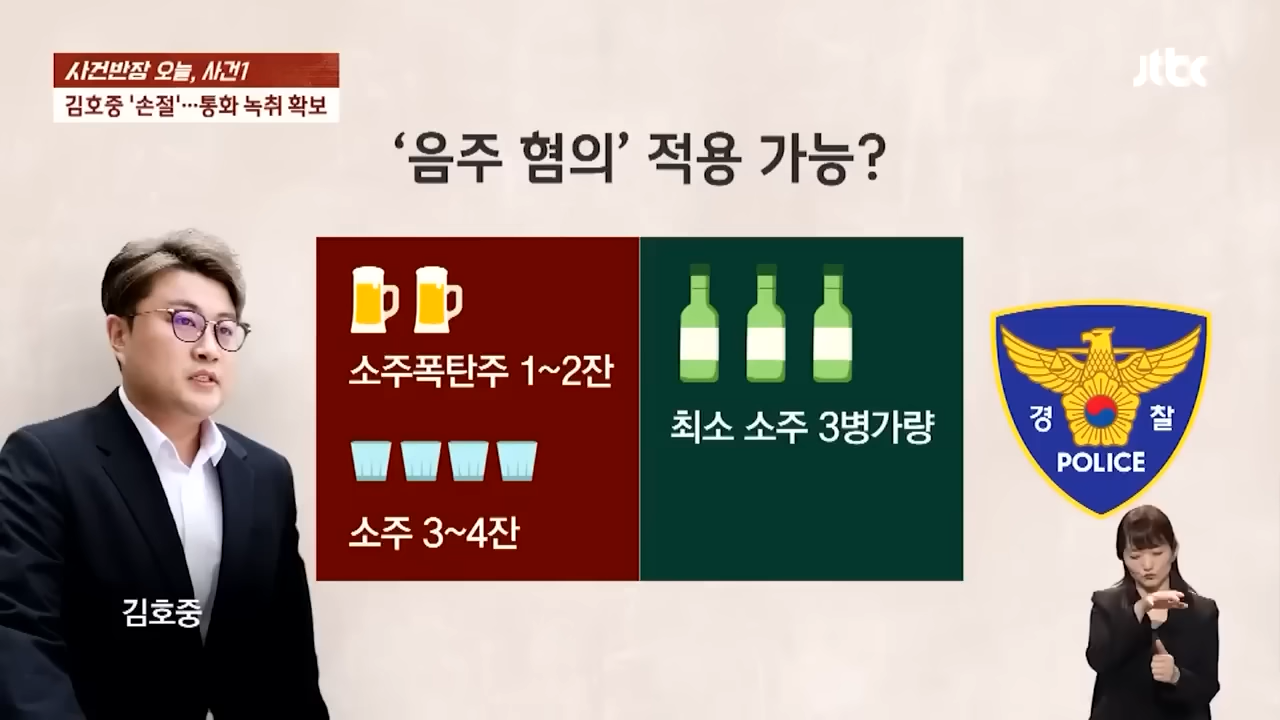 사건반장 오늘, 사건1
jtbc
김호중 '손절'…통화 녹취 확보
‘음주 혐의’ 적용 가능?
소주폭탄주 1~2잔
소주 3~4잔
최소 소주 3병가량
경 찰
POLICE
김호중